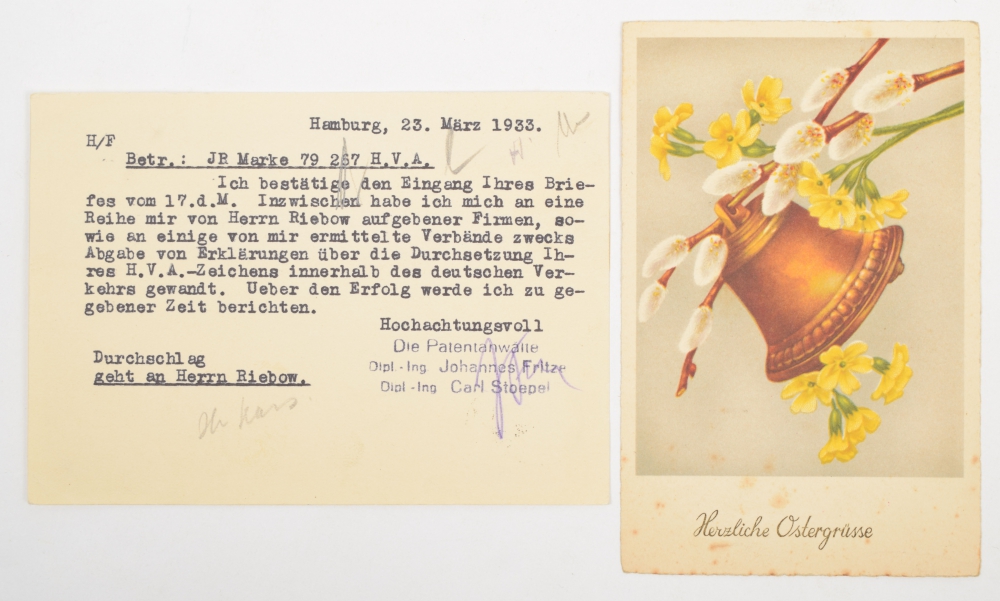 Hamburg, 23. März 1933.
H/F
Betr.: JR Marke 79 267 H.V.A.
Ich bestätige den Eingang Ihres Brie-
fes vom 17.d.M. Inzwischen habe ich mich an eine
Reihe mir von Herrn Riebow aufgebener Firmen, so-
wie an einige von mir ermittelte Verbände zwecks
Abgabe von Erklärungen über die Durchsetzung Ih-
res H.V.A.-Zeichens innerhalb des deutschen Ver-
kehrs gewandt. Ueber den Erfolg werde ich zu ge-
gebener Zeit berichten.
Hochachtungsvoll
Die Patentanwälte
Dipl.-Ing. Johannes Fritze
Dipl.-Ing. Carl Stoepel
Durchschlag
geht an Herrn Riebow.
Herzliche Ostergrüsse